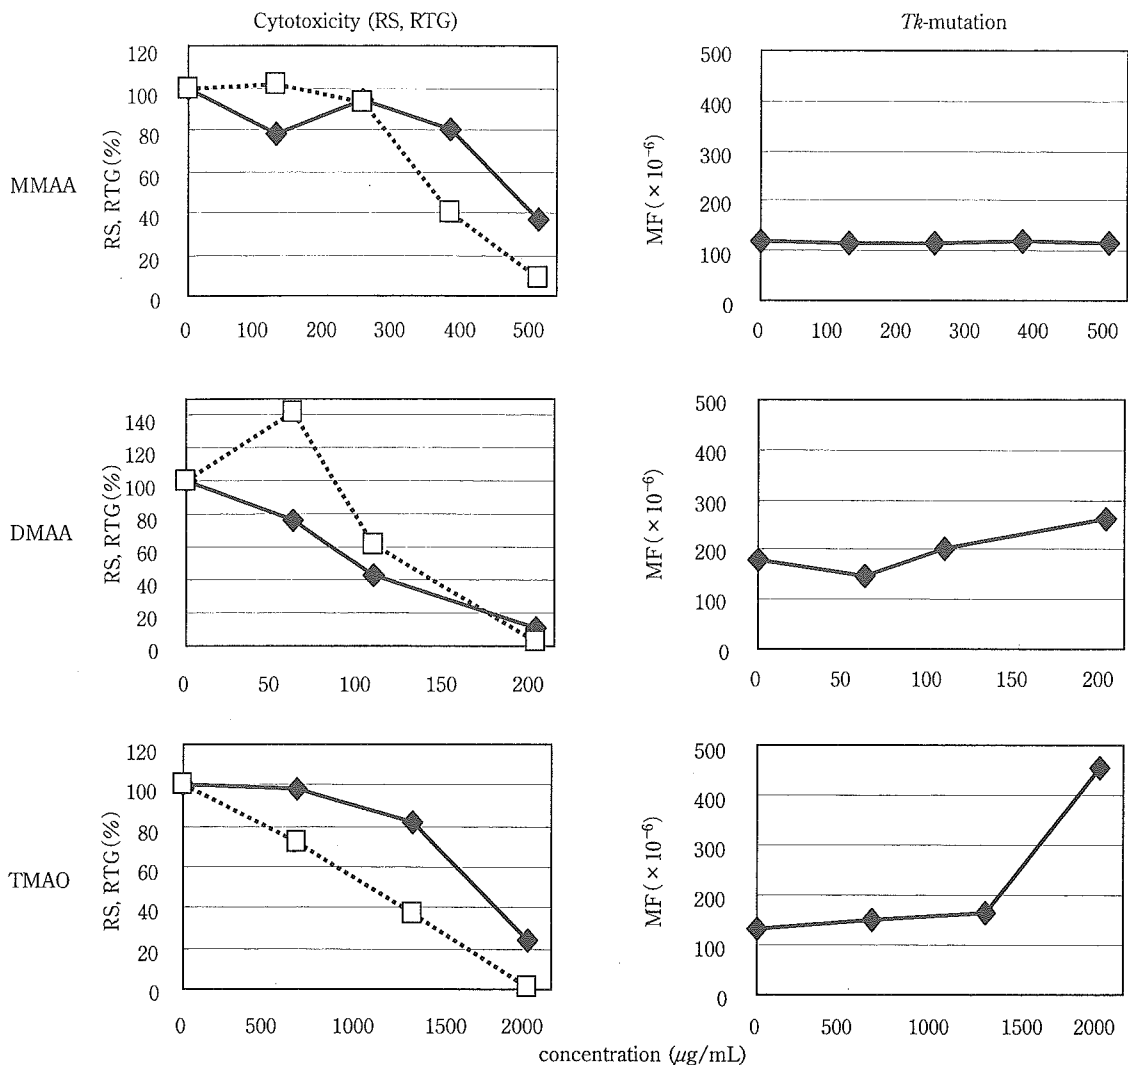 Cytotoxicity (RS, RTG)
Tk-mutation
MMAA
RS, RTG(%)
120
100
80
60
40
20
0
0 100 200 300 400 500
MF(×10⁻⁶)
500
400
300
200
100
0
0 100 200 300 400 500
DMAA
RS, RTG(%)
140
120
100
80
60
40
20
0
0 50 100 150 200
MF(×10⁻⁶)
500
400
300
200
100
0
0 50 100 150 200
TMAO
RS, RTG(%)
120
100
80
60
40
20
0
0 500 1000 1500 2000
MF(×10⁻⁶)
500
400
300
200
100
0
0 500 1000 1500 2000
concentration (μg/mL)